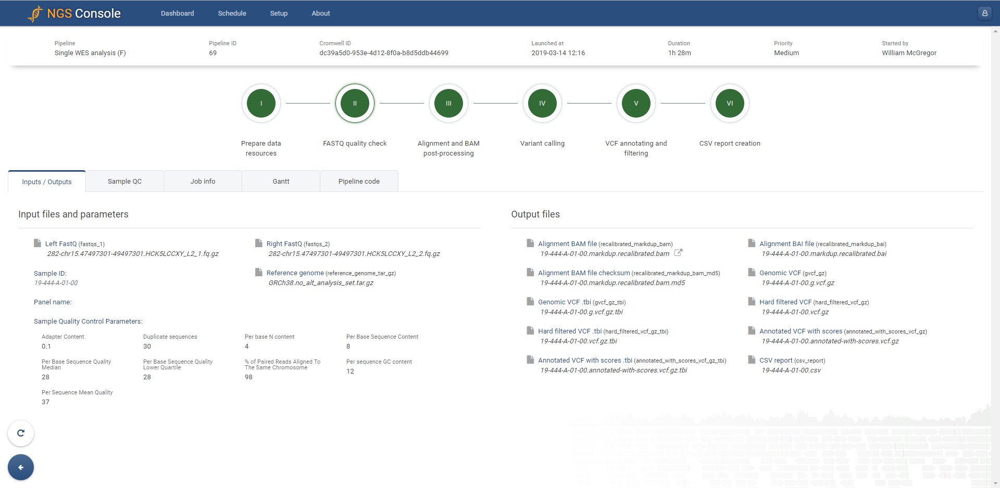 NGS Console
Dashboard
Schedule
Setup
About
Pipeline
Single WES analysis (F)
Pipeline ID
69
Cromwell ID
dc39a5d0-953e-4d12-8f0a-b8d5ddb44699
Launched at
2019-03-14 12:16
Duration
1h 28m
Priority
Medium
Started by
William McGregor
I
II
III
IV
V
VI
Prepare data
resources
FASTQ quality check
Alignment and BAM
post-processing
Variant calling
VCF annotating and
filtering
CSV report creation
Inputs / Outputs
Sample QC
Job info
Gantt
Pipeline code
Input files and parameters
Left FastQ (fastqs_1)
282-chr15.47497301-49497301.HCK5LCCXY_L2_1.fq.gz
Right FastQ (fastqs_2)
282-chr15.47497301-49497301.HCK5LCCXY_L2_2.fq.gz
Sample ID:
19-444-A-01-00
Reference genome (reference_genome_tar_gz)
GRCh38.no_alt_analysis_set.tar.gz
Panel name:
Sample Quality Control Parameters:
Adapter Content
0.1
Duplicate sequences
30
Per base N content
4
Per Base Sequence Content
8
Per Base Sequence Quality
Median
28
Per Base Sequence Quality
Lower Quartile
28
% of Paired Reads Aligned To
The Same Chromosome
98
Per sequence GC content
12
Per Sequence Mean Quality
37
Output files
Alignment BAM file (recalibrated_markdup_bam)
19-444-A-01-00.markdup.recalibrated.bam
Alignment BAI file (recalibrated_markdup_bai)
19-444-A-01-00.markdup.recalibrated.bai
Alignment BAM file checksum (recalibrated_markdup_bam_md5)
19-444-A-01-00.markdup.recalibrated.bam.md5
Genomic VCF (gvcf_gz)
19-444-A-01-00.g.vcf.gz
Genomic VCF .tbi (gvcf_gz_tbi)
19-444-A-01-00.g.vcf.gz.tbi
Hard filtered VCF (hard_filtered_vcf_gz)
19-444-A-01-00.vcf.gz
Hard filtered VCF .tbi (hard_filtered_vcf_gz_tbi)
19-444-A-01-00.vcf.gz.tbi
Annotated VCF with scores (annotated_with_scores_vcf_gz)
19-444-A-01-00.annotated-with-scores.vcf.gz
Annotated VCF with scores .tbi (annotated_with_scores_vcf_gz_tbi)
19-444-A-01-00.annotated-with-scores.vcf.gz.tbi
CSV report (csv_report)
19-444-A-01-00.csv